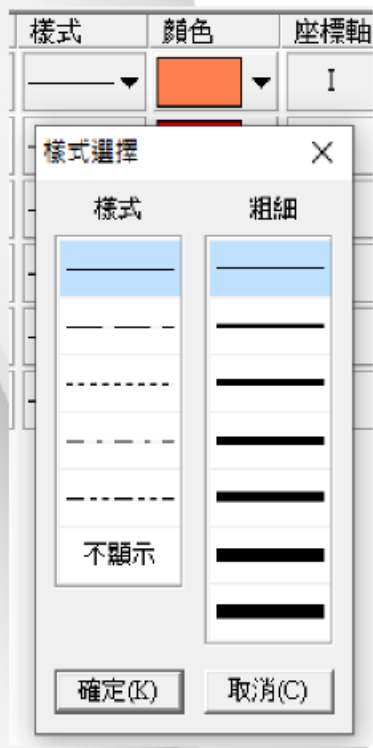 樣式 顏色 座標軸
I
樣式選擇
樣式 粗細
不顯示
確定(K) 取消(C)